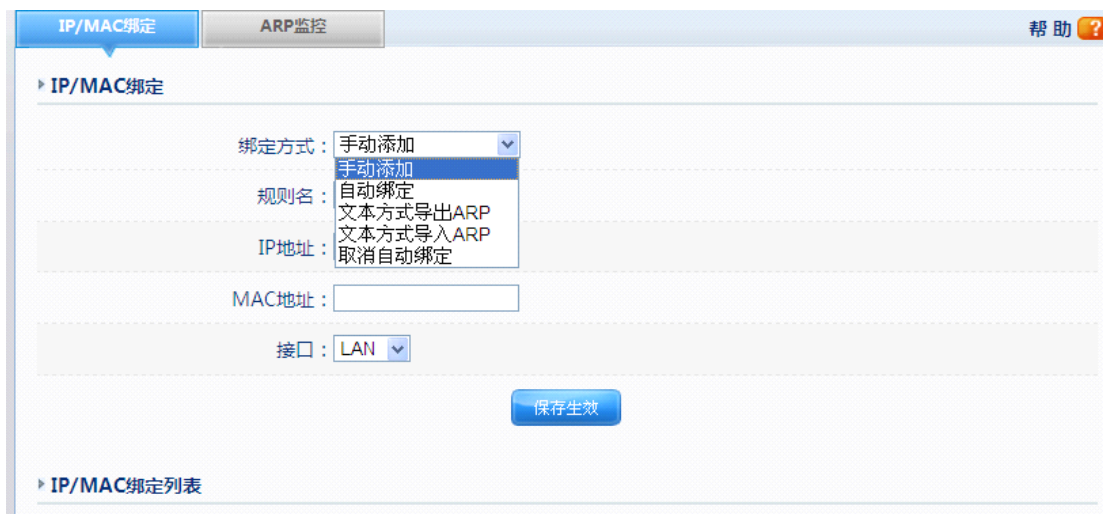 IP/MAC绑定 ARP监控 帮助 ?
IP/MAC绑定
绑定方式：手动添加
手动添加
规则名：
自动绑定
文本方式导出ARP
IP地址：
文本方式导入ARP
取消自动绑定
MAC地址：
接口：LAN
保存生效
IP/MAC绑定列表